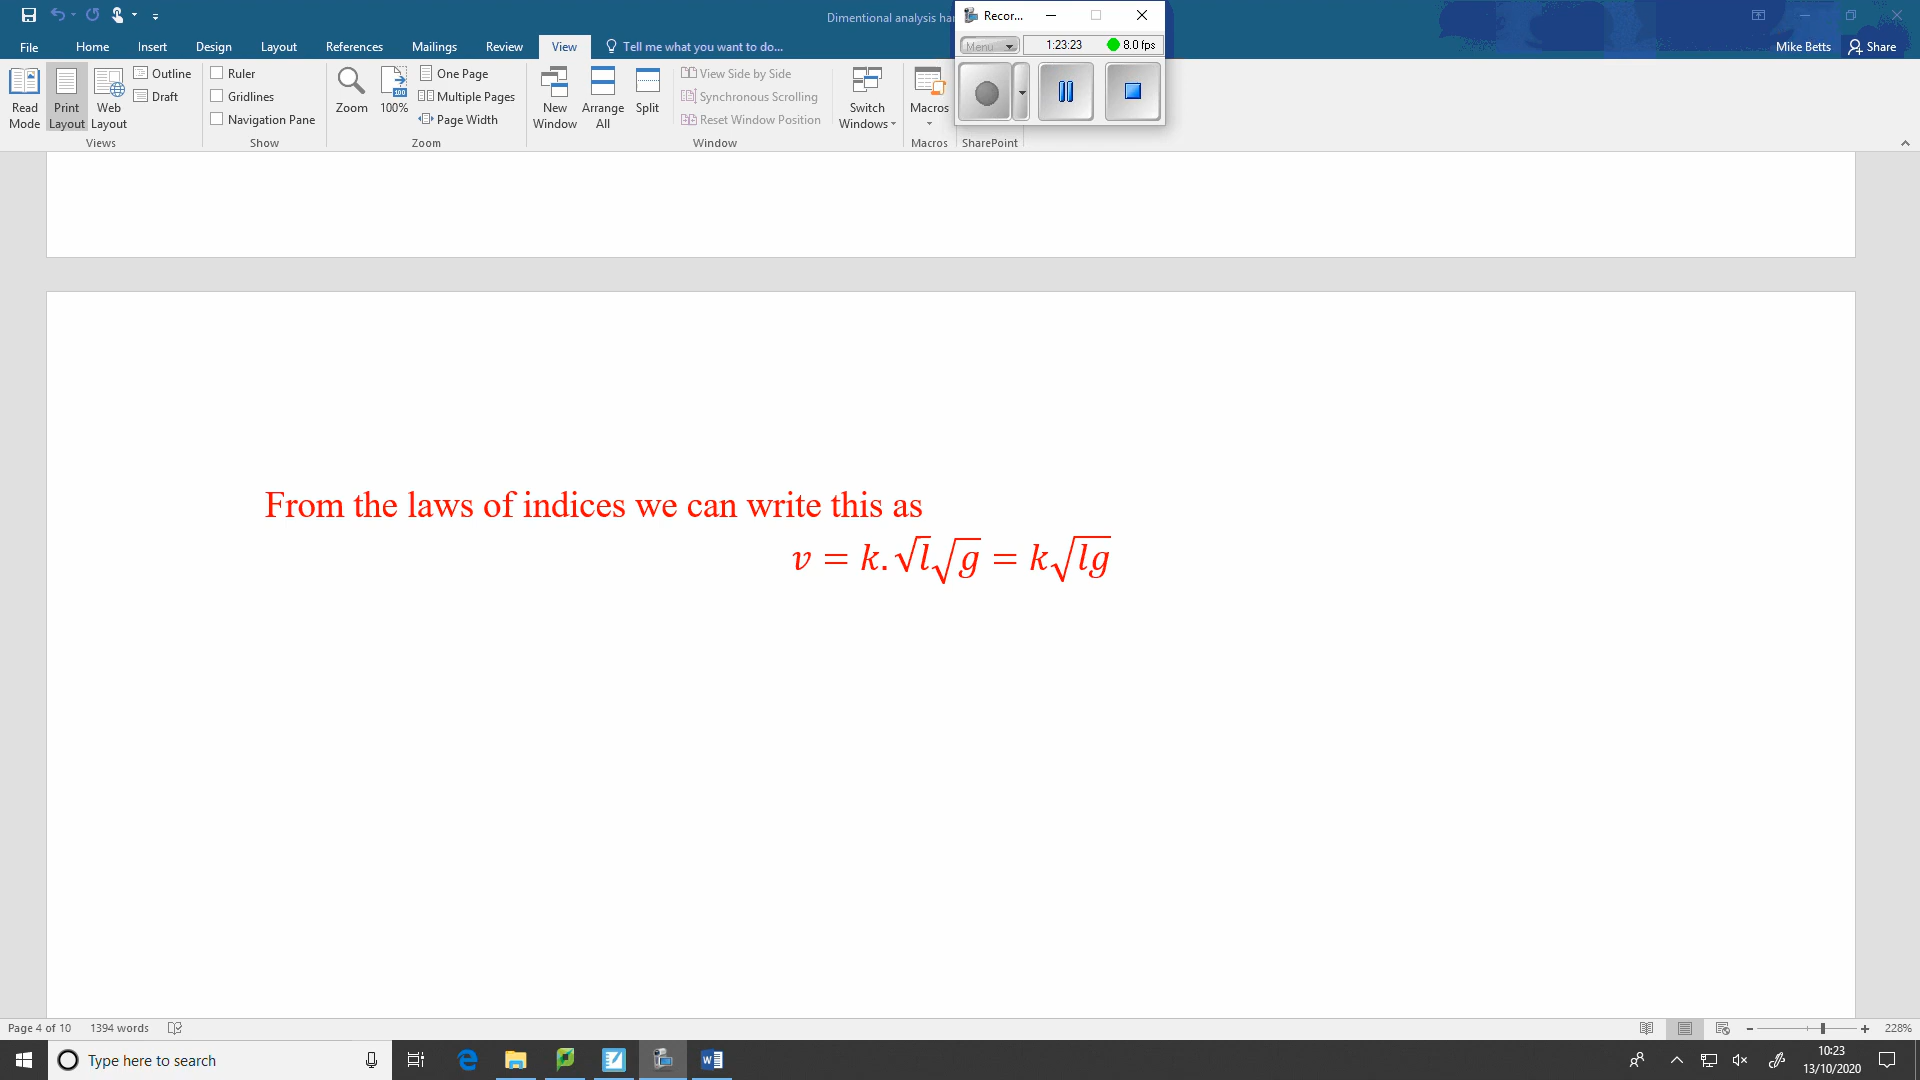 Dimentional analysis ha
Recor...
File Home Insert Design Layout References Mailings Review View Tell me what you want to do... Mike Betts Share
Menu 1:23:23 8.0 fps
Read Mode
Print Layout
Web Layout
Outline
Draft
Views
Ruler
Gridlines
Navigation Pane
Show
Zoom
100
100%
One Page
Multiple Pages
Page Width
Zoom
New Window
Arrange All
Split
View Side by Side
Synchronous Scrolling
Reset Window Position
Switch Windows
Window
Macros
Macros
SharePoint
From the laws of indices we can write this as
v = k. √l√g = k√lg
Page 4 of 10 1394 words 228%
Type here to search
10:23
13/10/2020